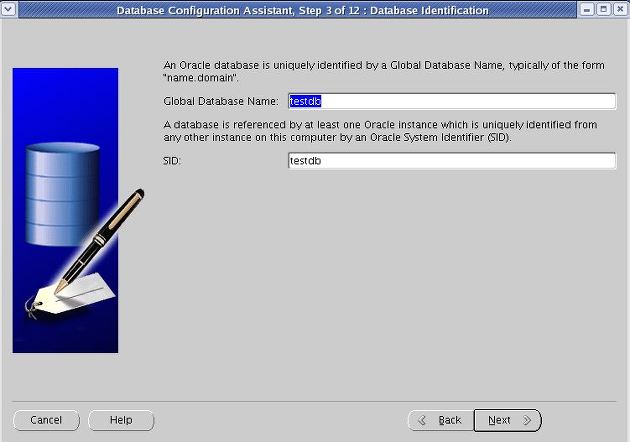 Database Configuration Assistant, Step 3 of 12 : Database Identification
An Oracle database is uniquely identified by a Global Database Name, typically of the form
"name.domain".
Global Database Name: testdb
A database is referenced by at least one Oracle instance which is uniquely identified from
any other instance on this computer by an Oracle System Identifier (SID).
SID: testdb
Cancel Help Back Next